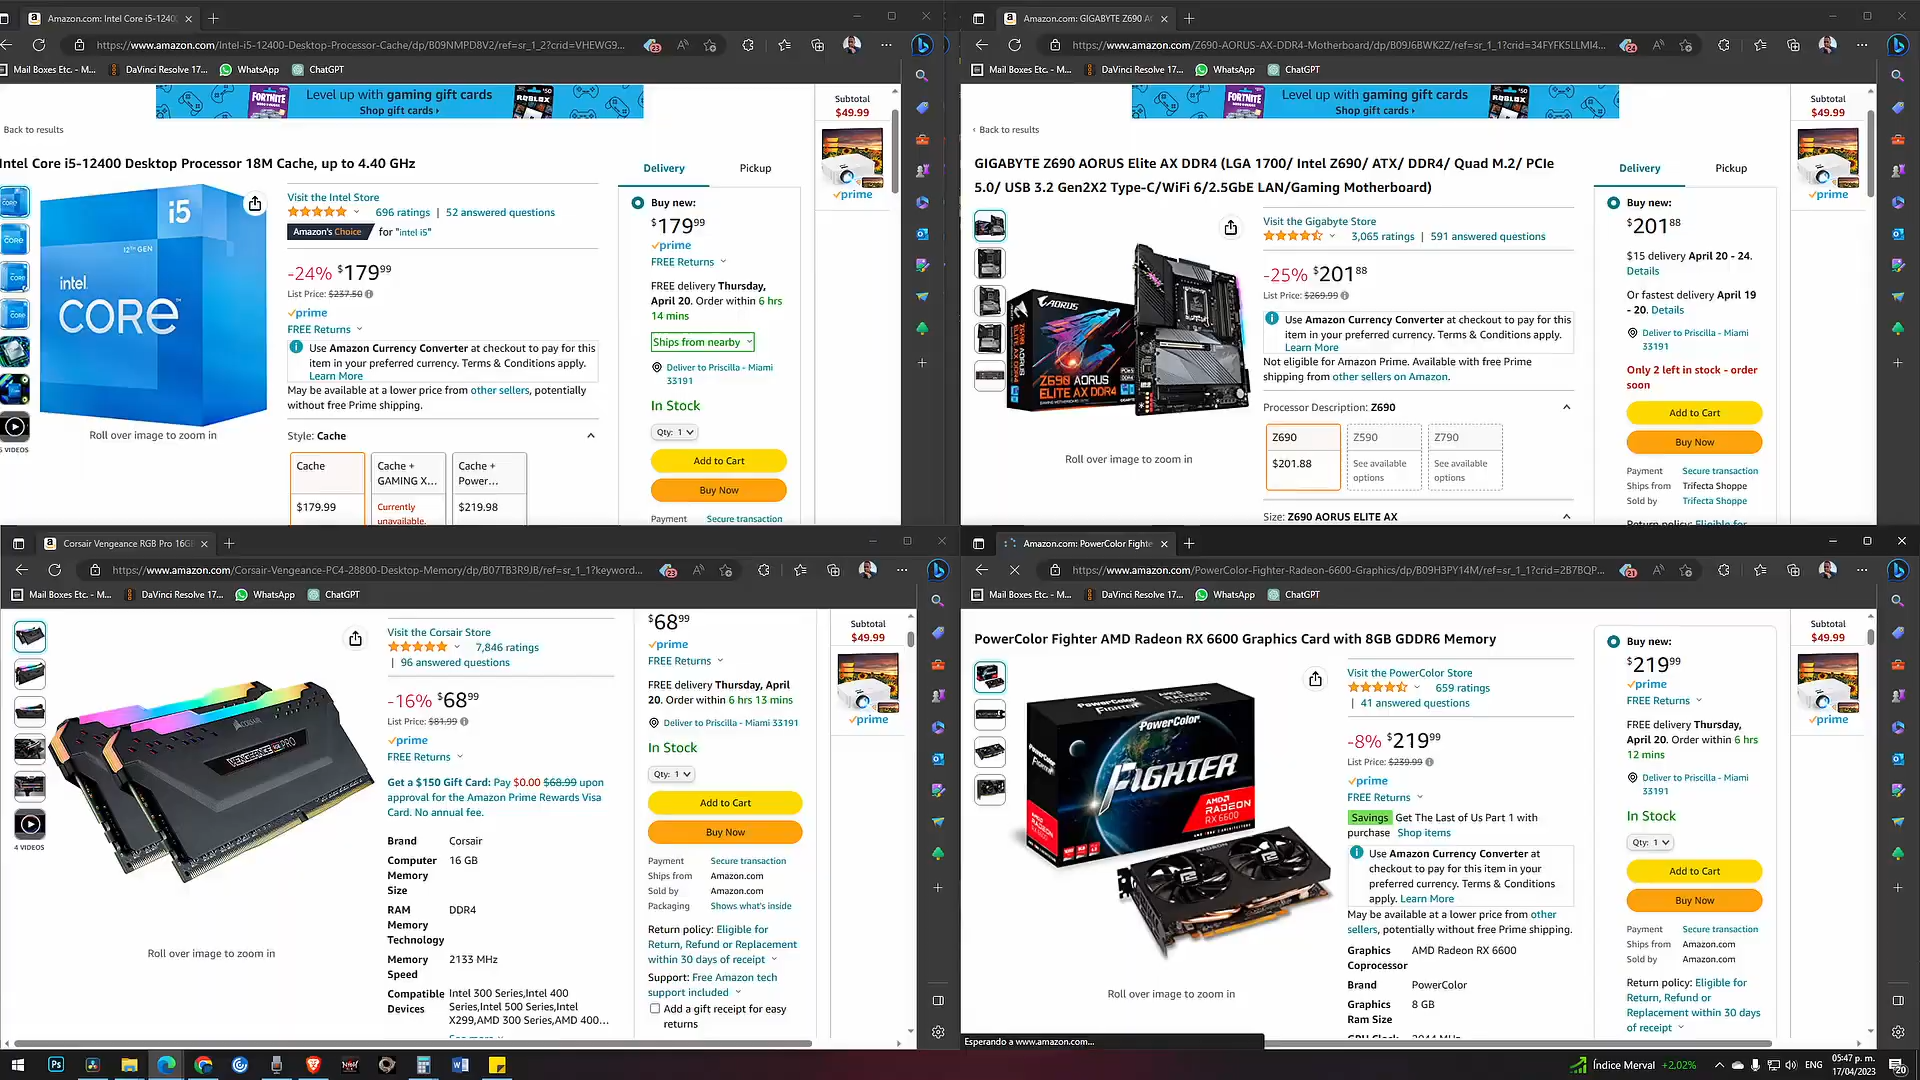 Amazon.com: Intel Core i5-1240
https://www.amazon.com/Intel-i5-12400-Desktop-Processor-Cache/dp/B09NMPD8V2/ref=sr_1_2?crid=VHEWG9...
23
Mail Boxes Etc. - M...
DaVinci Resolve 17...
WhatsApp
ChatGPT
FORTNITE
Level up with gaming gift cards
Shop gift cards ›
ROBLOX
Back to results
Intel Core i5-12400 Desktop Processor 18M Cache, up to 4.40 GHz
i5
12TH GEN
intel.
CORE™
5 VIDEOS
Roll over image to zoom in
Visit the Intel Store
696 ratings | 52 answered questions
Amazon's Choice for "intel i5"
-24% $179 99
List Price: $237.50
prime
FREE Returns
Use Amazon Currency Converter at checkout to pay for this
item in your preferred currency. Terms & Conditions apply.
Learn More
May be available at a lower price from other sellers, potentially
without free Prime shipping.
Style: Cache
Cache
$179.99
Cache +
GAMING X...
Currently
unavailable.
Cache +
Power...
$219.98
Delivery
Pickup
Buy new:
$179 99
prime
FREE Returns
FREE delivery Thursday,
April 20. Order within 6 hrs
14 mins
Ships from nearby
Deliver to Priscilla - Miami
33191
In Stock
Qty: 1
Add to Cart
Buy Now
Payment Secure transaction
Subtotal
$49.99
prime
Amazon.com: GIGABYTE Z690 A
https://www.amazon.com/Z690-AORUS-AX-DDR4-Motherboard/dp/B09J6BWK2Z/ref=sr_1_1?crid=34FYFK5LLMI4...
24
Mail Boxes Etc. - M...
DaVinci Resolve 17...
WhatsApp
ChatGPT
FORTNITE
Level up with gaming gift cards
Shop gift cards ›
ROBLOX
‹ Back to results
GIGABYTE Z690 AORUS Elite AX DDR4 (LGA 1700/ Intel Z690/ ATX/ DDR4/ Quad M.2/ PCIe
5.0/ USB 3.2 Gen2X2 Type-C/WiFi 6/2.5GbE LAN/Gaming Motherboard)
AORUS
Z690 AORUS
ELITE AX DDR4
Roll over image to zoom in
Visit the Gigabyte Store
3,065 ratings | 591 answered questions
-25% $201 88
List Price: $269.99
Use Amazon Currency Converter at checkout to pay for this
item in your preferred currency. Terms & Conditions apply.
Learn More
Not eligible for Amazon Prime. Available with free Prime
shipping from other sellers on Amazon.
Processor Description: Z690
Z690
$201.88
Z590
See available
options
Z790
See available
options
Size: Z690 AORUS ELITE AX
Delivery
Pickup
Buy new:
$201 88
$15 delivery April 20 - 24.
Details
Or fastest delivery April 19
- 20. Details
Deliver to Priscilla - Miami
33191
Only 2 left in stock - order
soon
Add to Cart
Buy Now
Payment Secure transaction
Ships from Trifecta Shoppe
Sold by Trifecta Shoppe
Return policy: Eligible for
Subtotal
$49.99
prime
Corsair Vengeance RGB Pro 16G
https://www.amazon.com/Corsair-Vengeance-PC4-28800-Desktop-Memory/dp/B07TB3R9JB/ref=sr_1_1?keyword...
23
Mail Boxes Etc. - M...
DaVinci Resolve 17...
WhatsApp
ChatGPT
CORSAIR
VENGEANCE RGB PRO
4 VIDEOS
Roll over image to zoom in
Visit the Corsair Store
7,846 ratings
| 96 answered questions
-16% $68 99
List Price: $81.99
prime
FREE Returns
Get a $150 Gift Card: Pay $0.00 $68.99 upon
approval for the Amazon Prime Rewards Visa
Card. No annual fee.
Brand Corsair
Computer 16 GB
Memory
Size
RAM DDR4
Memory
Technology
Memory 2133 MHz
Speed
Compatible Intel 300 Series,Intel 400
Devices Series,Intel 500 Series,Intel
X299,AMD 300 Series,AMD 400...
See more
$68 99
prime
FREE Returns
FREE delivery Thursday, April
20. Order within 6 hrs 13 mins
Deliver to Priscilla - Miami 33191
In Stock
Qty: 1
Add to Cart
Buy Now
Payment Secure transaction
Ships from Amazon.com
Sold by Amazon.com
Packaging Shows what's inside
Return policy: Eligible for
Return, Refund or Replacement
within 30 days of receipt
Support: Free Amazon tech
support included
Add a gift receipt for easy
returns
Subtotal
$49.99
prime
Amazon.com: PowerColor Fighte
https://www.amazon.com/PowerColor-Fighter-Radeon-6600-Graphics/dp/B09H3PY14M/ref=sr_1_1?crid=2B7BQP...
21
Mail Boxes Etc. - M...
DaVinci Resolve 17...
WhatsApp
ChatGPT
PowerColor Fighter AMD Radeon RX 6600 Graphics Card with 8GB GDDR6 Memory
PowerColor
FIGHTER
AMD
RADEON
RX 6600
RADEON
Roll over image to zoom in
Visit the PowerColor Store
659 ratings
| 41 answered questions
-8% $219 99
List Price: $239.99
prime
FREE Returns
Savings Get The Last of Us Part 1 with
purchase Shop items
Use Amazon Currency Converter at
checkout to pay for this item in your
preferred currency. Terms & Conditions
apply. Learn More
May be available at a lower price from other
sellers, potentially without free Prime shipping.
Graphics AMD Radeon RX 6600
Coprocessor
Brand PowerColor
Graphics 8 GB
Ram Size
Buy new:
$219 99
prime
FREE Returns
FREE delivery Thursday,
April 20. Order within 6 hrs
12 mins
Deliver to Priscilla - Miami
33191
In Stock
Qty: 1
Add to Cart
Buy Now
Payment Secure transaction
Ships from Amazon.com
Sold by Amazon.com
Return policy: Eligible for
Return, Refund or
Replacement within 30 days
of receipt
Subtotal
$49.99
prime
Esperando a www.amazon.com...
Índice Merval +2,02%
ENG
05:47 p. m.
17/04/2023
20